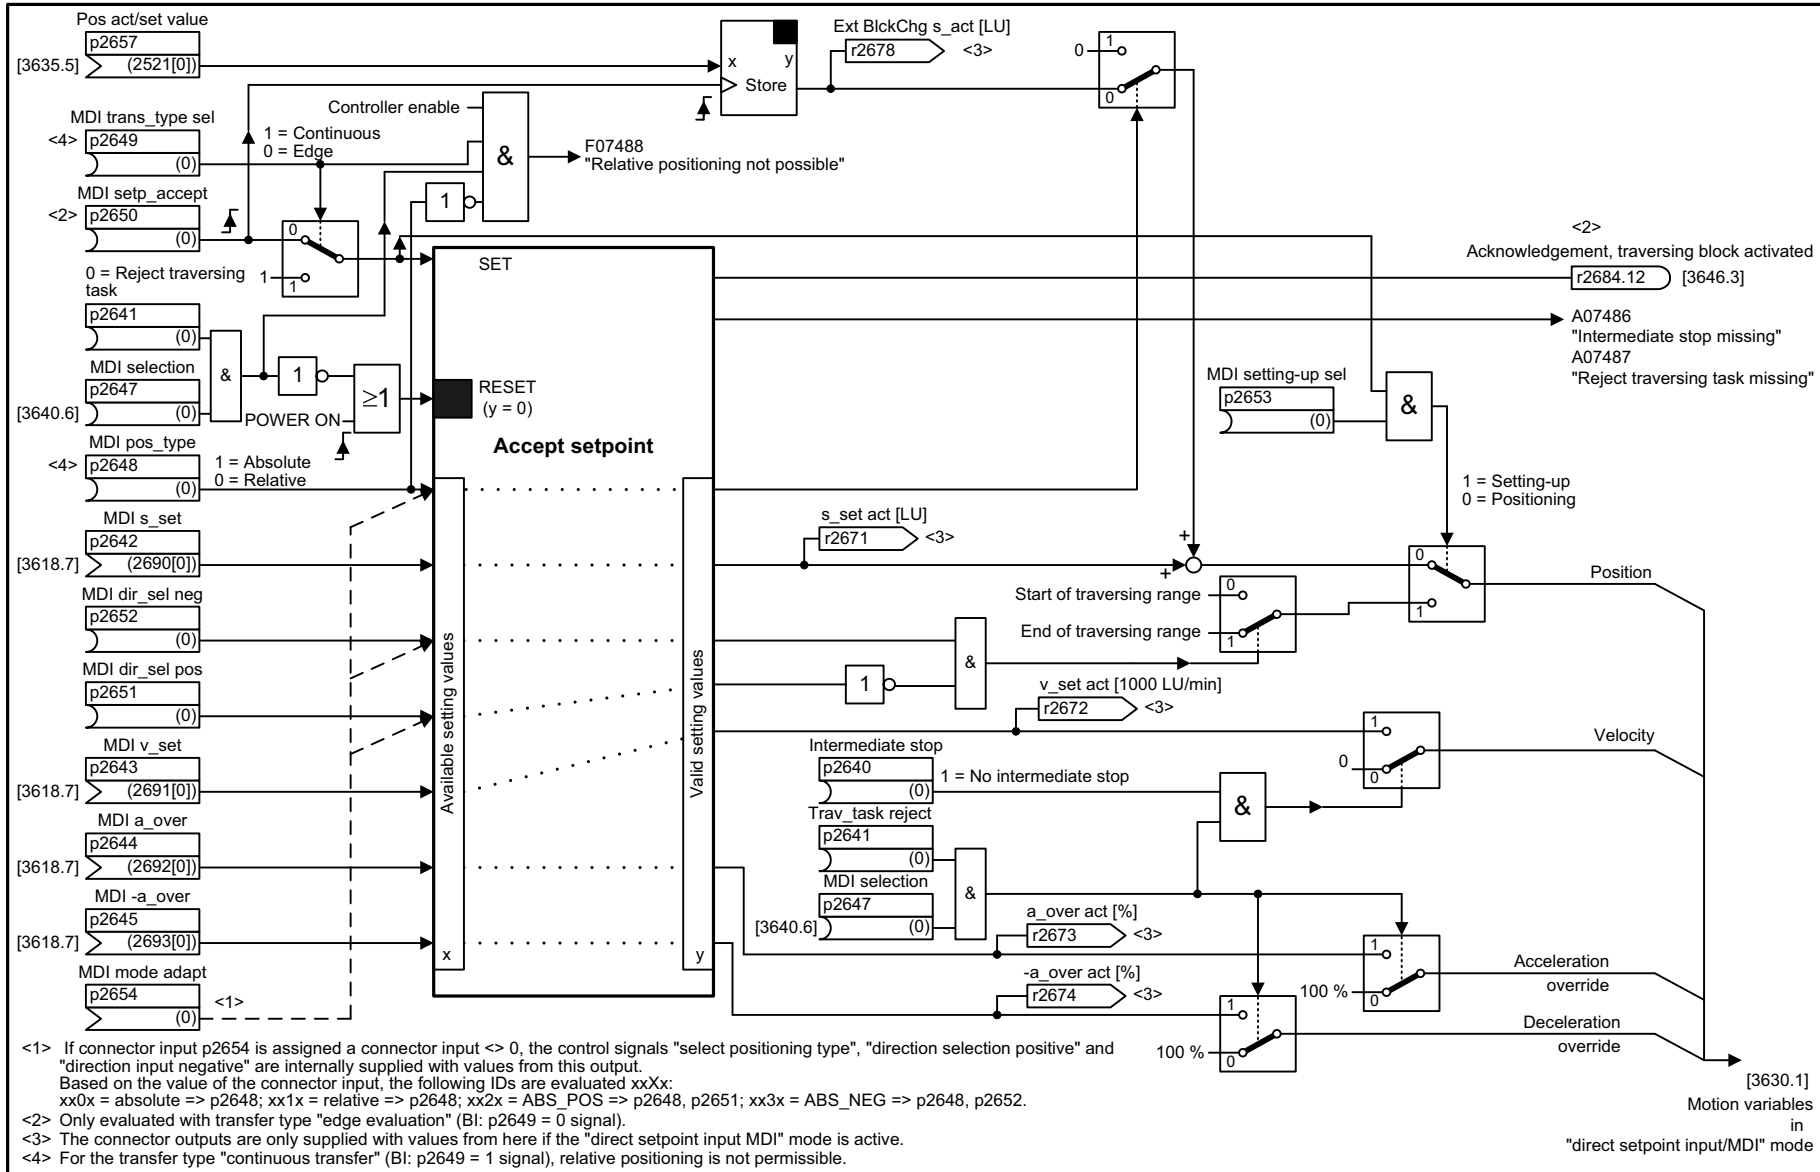 Pos act/set value
p2657
[3635.5] (2521[0])
MDI trans_type sel
<4> p2649
(0)
1 = Continuous
0 = Edge
MDI setp_accept
<2> p2650
(0)
0
1
1
0 = Reject traversing
task
p2641
(0)
MDI selection
p2647
[3640.6] (0)
&
1
POWER ON
≥1
MDI pos_type
<4> p2648
(0)
1 = Absolute
0 = Relative
MDI s_set
p2642
[3618.7] (2690[0])
MDI dir_sel neg
p2652
(0)
MDI dir_sel pos
p2651
(0)
MDI v_set
p2643
[3618.7] (2691[0])
MDI a_over
p2644
[3618.7] (2692[0])
MDI -a_over
p2645
[3618.7] (2693[0])
MDI mode adapt
p2654 <1>
(0)
Controller enable
1
&
F07488
"Relative positioning not possible"
x y
Store
Ext BlckChg s_act [LU]
r2678 <3>
0
1
0
SET
RESET
(y = 0)
Accept setpoint
Available setting values
x
Valid setting values
y
<2>
Acknowledgement, traversing block activated
r2684.12 [3646.3]
A07486
"Intermediate stop missing"
A07487
"Reject traversing task missing"
MDI setting-up sel
p2653
(0)
&
1 = Setting-up
0 = Positioning
s_set act [LU]
r2671 <3>
+
+
0
1
Position
Start of traversing range
0
End of traversing range
1
&
1
v_set act [1000 LU/min]
r2672 <3>
1
0
0
Velocity
Intermediate stop
p2640
(0)
1 = No intermediate stop
&
Trav_task reject
p2641
(0)
MDI selection
p2647
[3640.6] (0)
&
a_over act [%]
r2673 <3>
1
100 %
0
Acceleration
override
-a_over act [%]
r2674 <3>
1
100 %
0
Deceleration
override
[3630.1]
Motion variables
in
"direct setpoint input/MDI" mode
<1> If connector input p2654 is assigned a connector input <> 0, the control signals "select positioning type", "direction selection positive" and
"direction input negative" are internally supplied with values from this output.
Based on the value of the connector input, the following IDs are evaluated xxXx:
xx0x = absolute => p2648; xx1x = relative => p2648; xx2x = ABS_POS => p2648, p2651; xx3x = ABS_NEG => p2648, p2652.
<2> Only evaluated with transfer type "edge evaluation" (BI: p2649 = 0 signal).
<3> The connector outputs are only supplied with values from here if the "direct setpoint input MDI" mode is active.
<4> For the transfer type "continuous transfer" (BI: p2649 = 1 signal), relative positioning is not permissible.